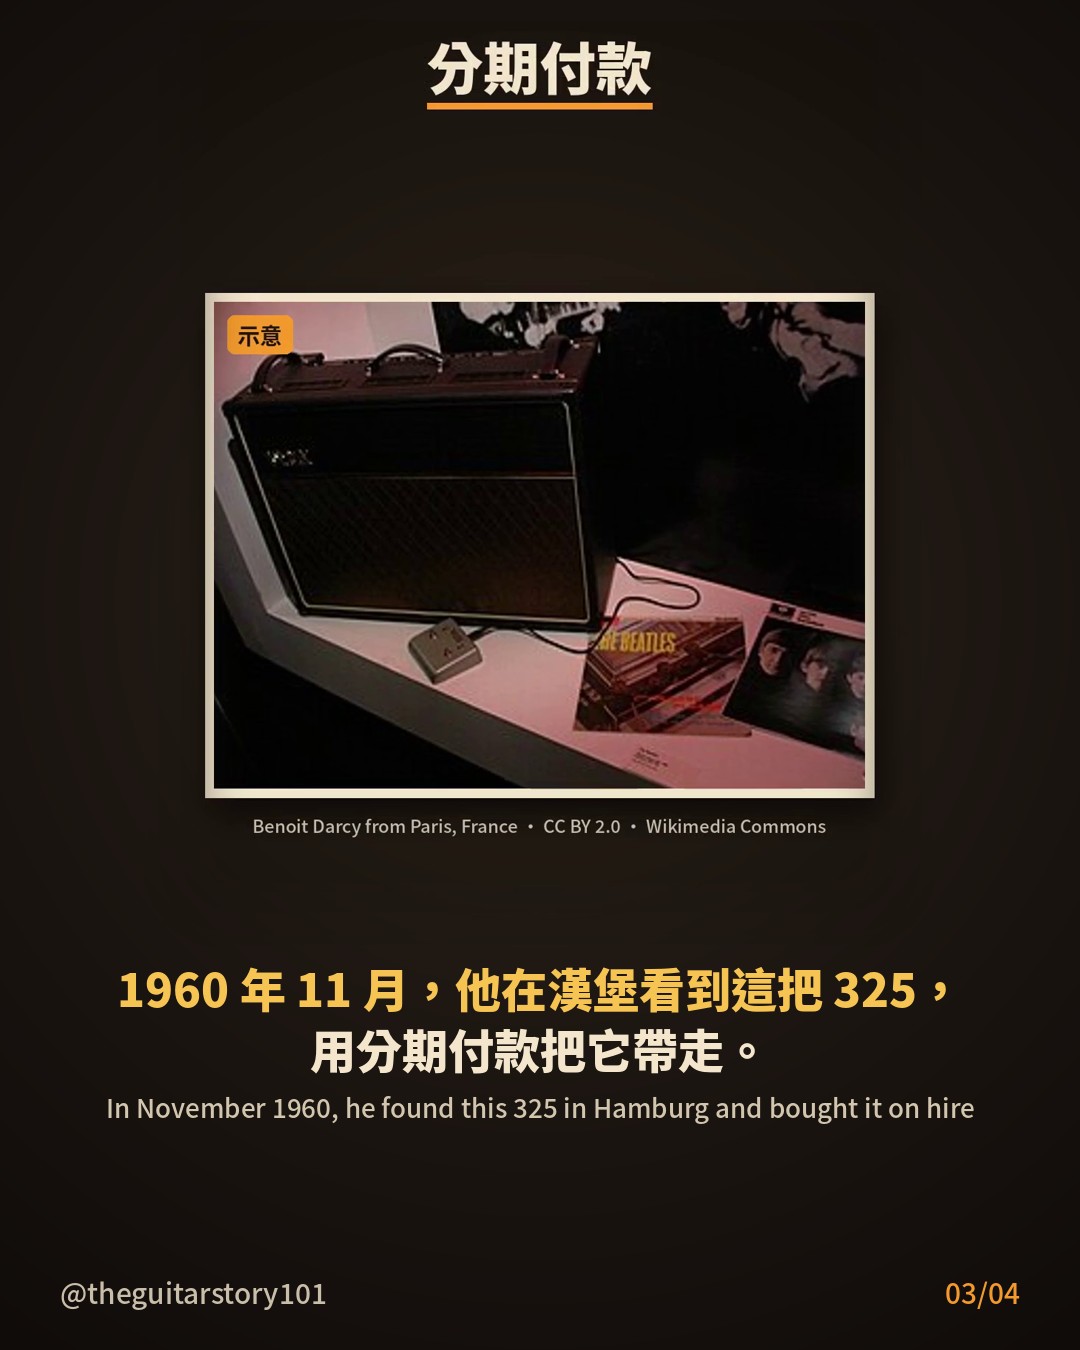 分期付款
示意
VOX
THE BEATLES
Benoit Darcy from Paris, France • CC BY 2.0 • Wikimedia Commons
1960 年 11 月，他在漢堡看到這把 325，
用分期付款把它帶走。
In November 1960, he found this 325 in Hamburg and bought it on hire
@theguitarstory101
03/04